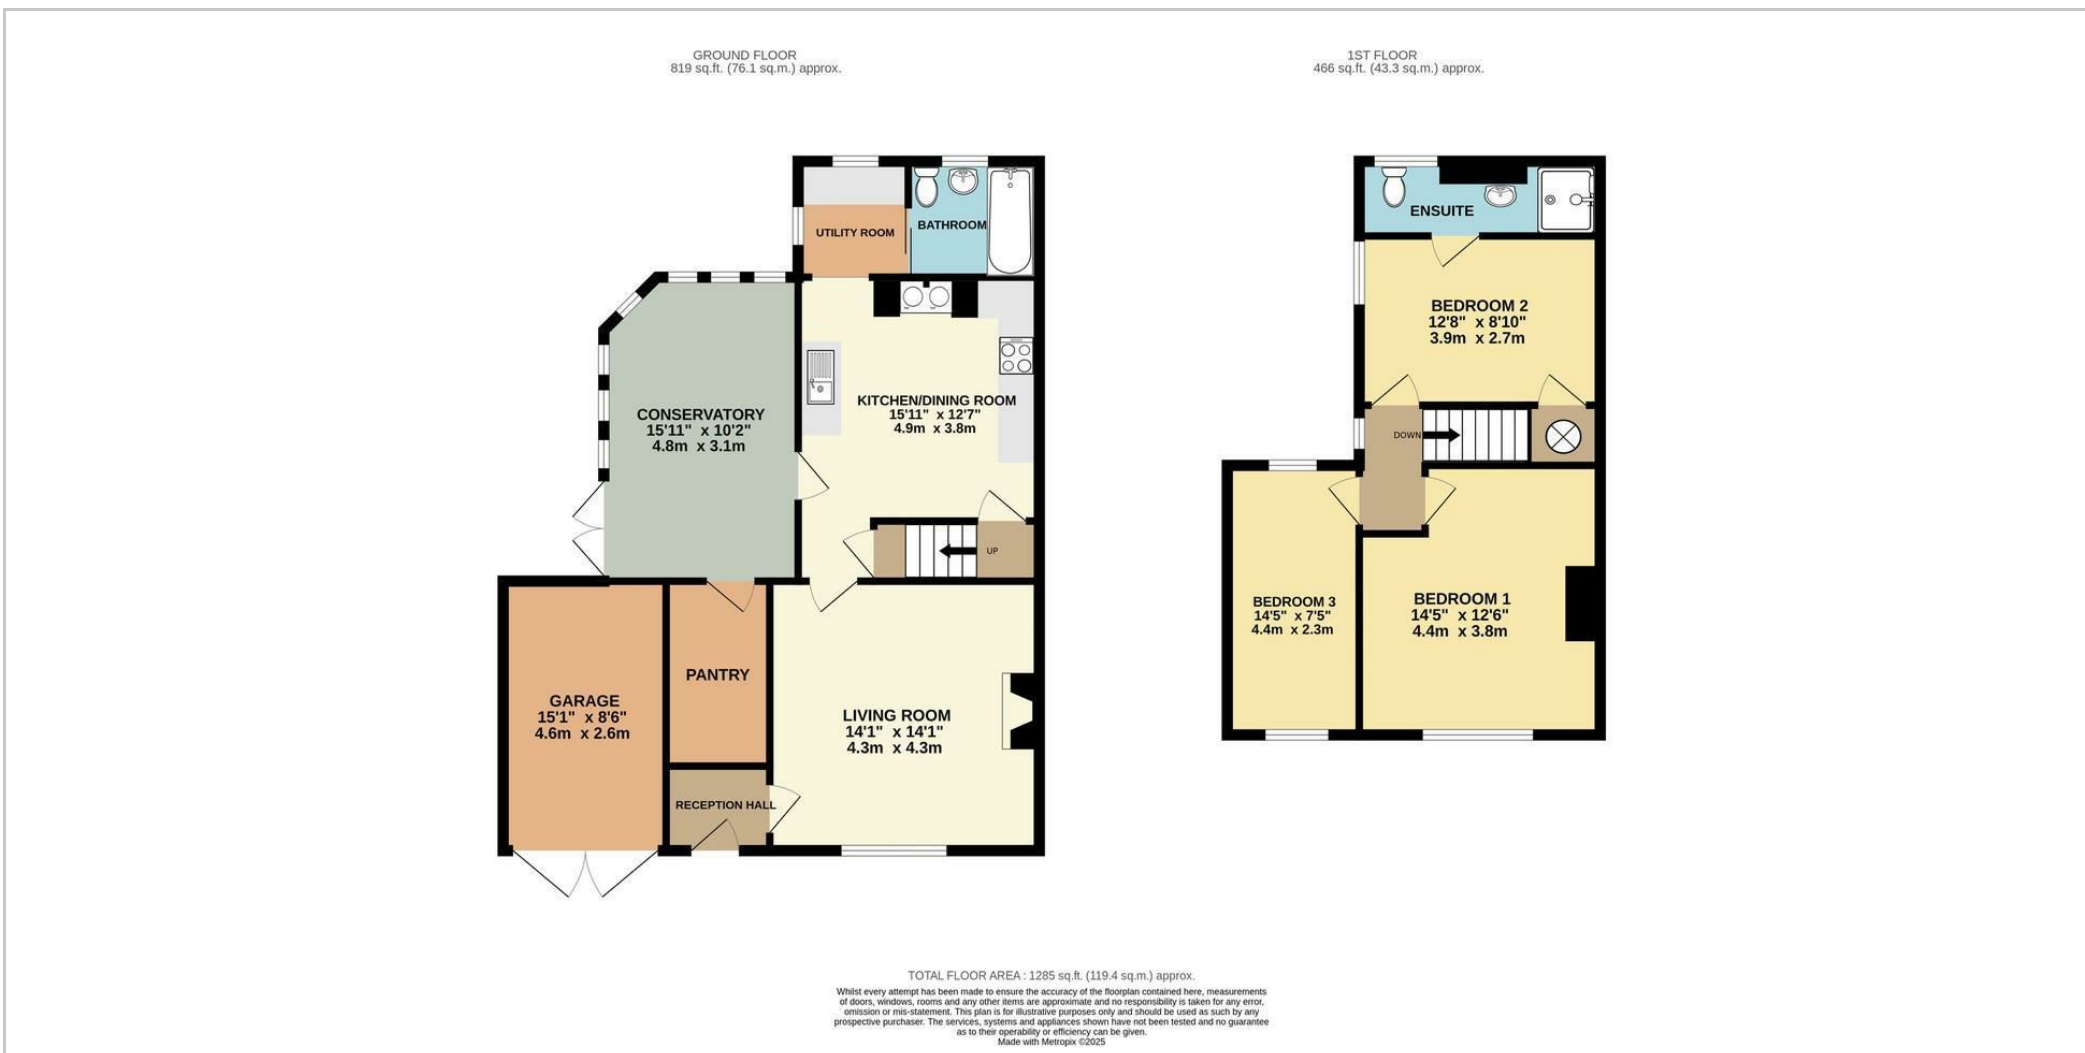 GROUND FLOOR
819 sq.ft. (76.1 sq.m.) approx.
UTILITY ROOM
BATHROOM
KITCHEN/DINING ROOM
15'11" x 12'7"
4.9m x 3.8m
CONSERVATORY
15'11" x 10'2"
4.8m x 3.1m
UP
GARAGE
15'1" x 8'6"
4.6m x 2.6m
PANTRY
LIVING ROOM
14'1" x 14'1"
4.3m x 4.3m
RECEPTION HALL
1ST FLOOR
466 sq.ft. (43.3 sq.m.) approx.
ENSUITE
BEDROOM 2
12'8" x 8'10"
3.9m x 2.7m
DOWN
BEDROOM 3
14'5" x 7'5"
4.4m x 2.3m
BEDROOM 1
14'5" x 12'6"
4.4m x 3.8m
TOTAL FLOOR AREA : 1285 sq.ft. (119.4 sq.m.) approx.
Whilst every attempt has been made to ensure the accuracy of the floorplan contained here, measurements
of doors, windows, rooms and any other items are approximate and no responsibility is taken for any error,
omission or mis-statement. This plan is for illustrative purposes only and should be used as such by any
prospective purchaser. The services, systems and appliances shown have not been tested and no guarantee
as to their operability or efficiency can be given.
Made with Metropix ©2025